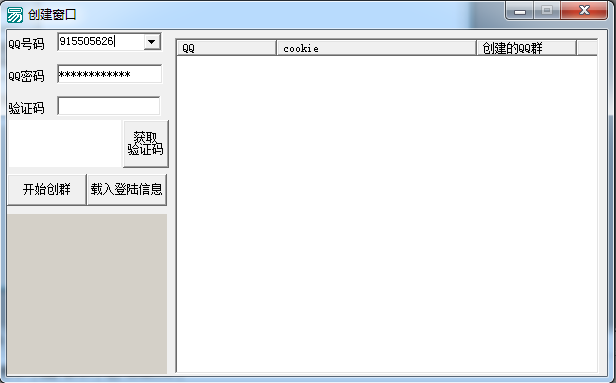 创建窗口
QQ号码 915505626
QQ密码 ************
验证码
获取
验证码
开始创群 载入登陆信息
QQ cookie 创建的QQ群